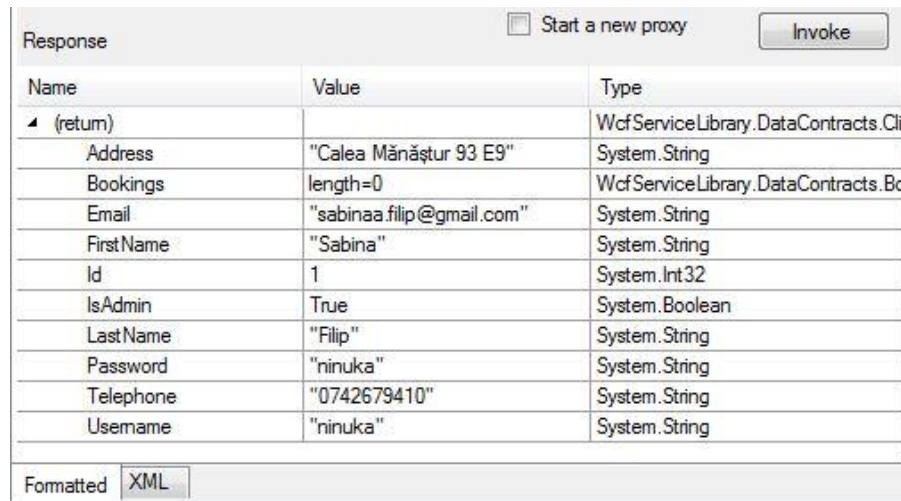 Response Start a new proxy Invoke
Name Value Type
(return) WcfServiceLibrary.DataContracts.Cli
Address "Calea Mănăştur 93 E9" System.String
Bookings length=0 WcfServiceLibrary.DataContracts.Bo
Email "sabinaa.filip@gmail.com" System.String
FirstName "Sabina" System.String
Id 1 System.Int32
IsAdmin True System.Boolean
LastName "Filip" System.String
Password "ninuka" System.String
Telephone "0742679410" System.String
Username "ninuka" System.String
Formatted XML